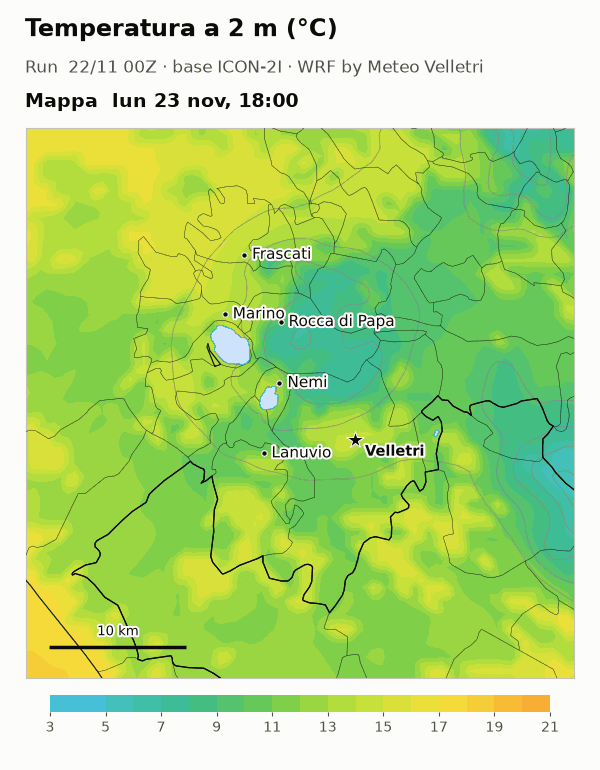 Temperatura a 2 m (°C)
Run  22/11 00Z · base ICON-2I · WRF by Meteo Velletri
Mappa  lun 23 nov, 18:00
Frascati
Marino
Rocca di Papa
Nemi
Velletri
Lanuvio
10 km
3 5 7 9 11 13 15 17 19 21